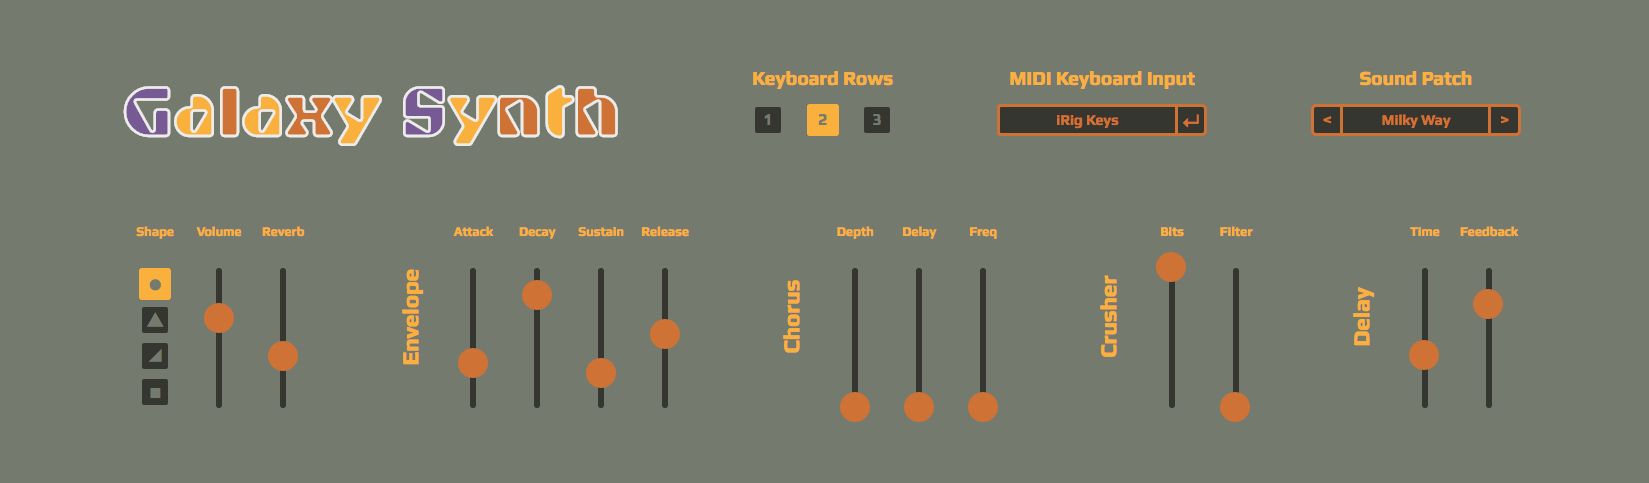 Galaxy Synth
Keyboard Rows
1 2 3
MIDI Keyboard Input
iRig Keys
Sound Patch
< Milky Way >
Shape Volume Reverb
Envelope
Attack Decay Sustain Release
Chorus
Depth Delay Freq
Crusher
Bits Filter
Delay
Time Feedback